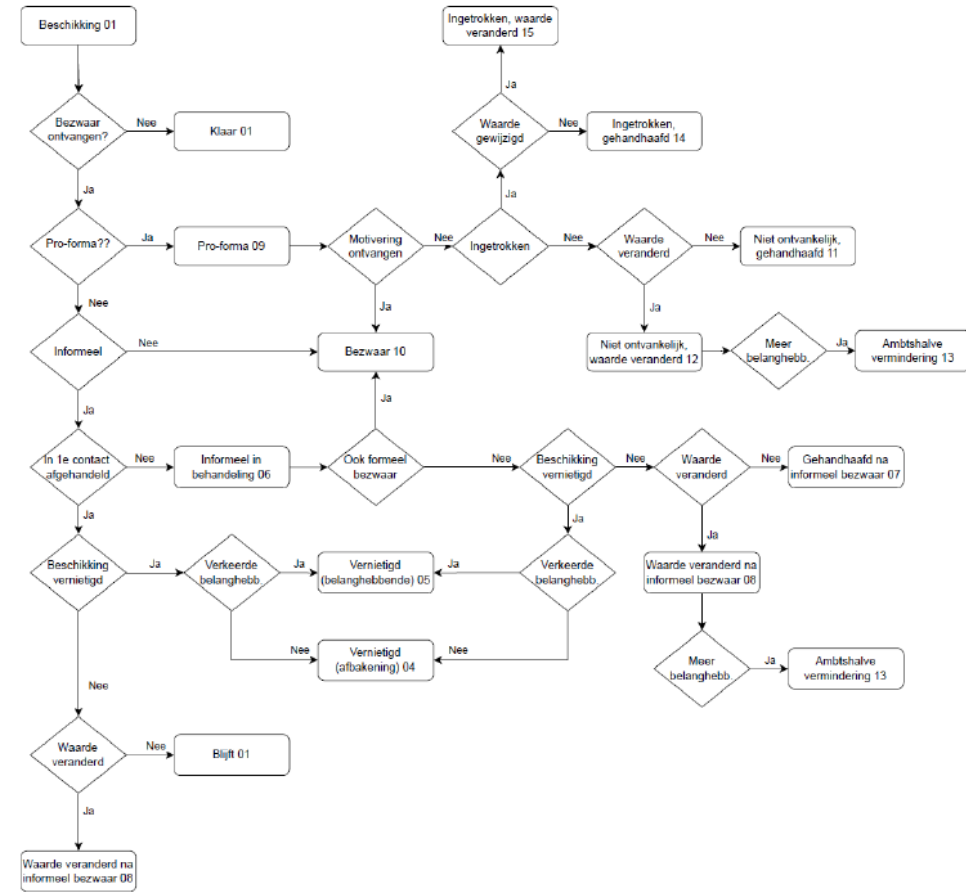 Beschikking 01
Ingetrokken, waarde
veranderd 15
Ja
Bezwaar
ontvangen?
Nee
Klaar 01
Waarde
gewijzigd
Nee
Ingetrokken,
gehandhaafd 14
Ja
Ja
Pro-forma??
Ja
Pro-forma 09
Motivering
ontvangen
Nee
Ingetrokken
Nee
Waarde
veranderd
Nee
Niet ontvankelijk,
gehandhaafd 11
Nee
Ja
Ja
Informeel
Nee
Bezwaar 10
Niet ontvankelijk,
waarde veranderd 12
Meer
belanghebb.
Ja
Ambtshalve
vermindering 13
Ja
Ja
In 1e contact
afgehandeld
Nee
Informeel in
behandeling 06
Ook formeel
bezwaar
Nee
Beschikking
vernietigd
Nee
Waarde
veranderd
Nee
Gehandhaafd na
informeel bezwaar 07
Ja
Ja
Ja
Beschikking
vernietigd
Ja
Verkeerde
belanghebb.
Ja
Vernietigd
(belanghebbende) 05
Ja
Verkeerde
belanghebb.
Waarde veranderd na
informeel bezwaar 08
Nee
Vernietigd
(afbakening) 04
Nee
Meer
belanghebb.
Ja
Ambtshalve
vermindering 13
Nee
Waarde
veranderd
Nee
Blijft 01
Ja
Waarde veranderd na
informeel bezwaar 08